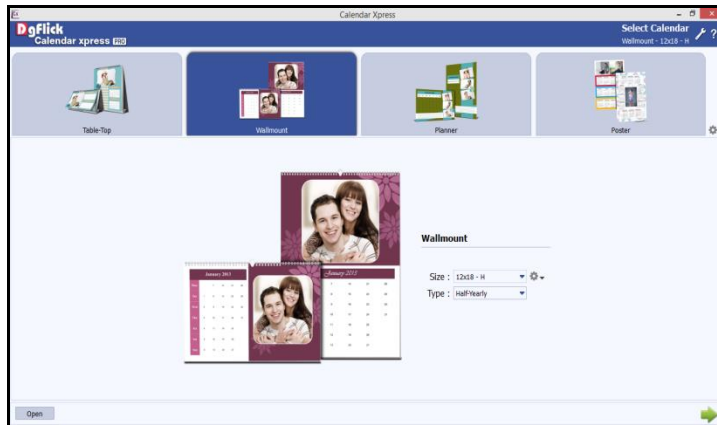 Calendar Xpress
DgFlick
Calendar xpress PRO
Select Calendar
Wallmount - 12x18 - H
?
Table-Top
Wallmount
Planner
Poster
January 2013
January 2013
Wallmount
Size : 12x18 - H
Type : Half-Yearly
Open